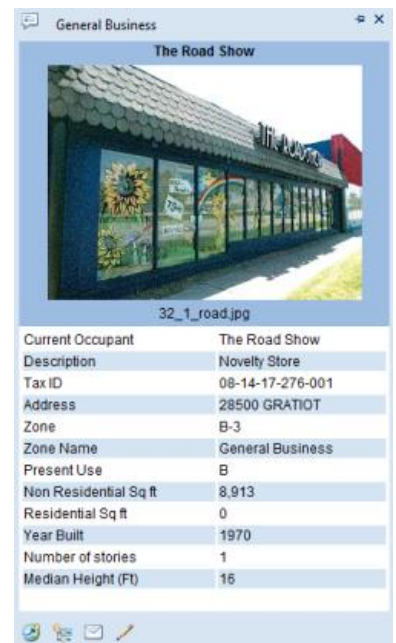 General Business
The Road Show
THE ROADSHOW
32_1_road.jpg
Current Occupant The Road Show
Description Novelty Store
Tax ID 08-14-17-276-001
Address 28500 GRATIOT
Zone B-3
Zone Name General Business
Present Use B
Non Residential Sq ft 8,913
Residential Sq ft 0
Year Built 1970
Number of stories 1
Median Height (Ft) 16